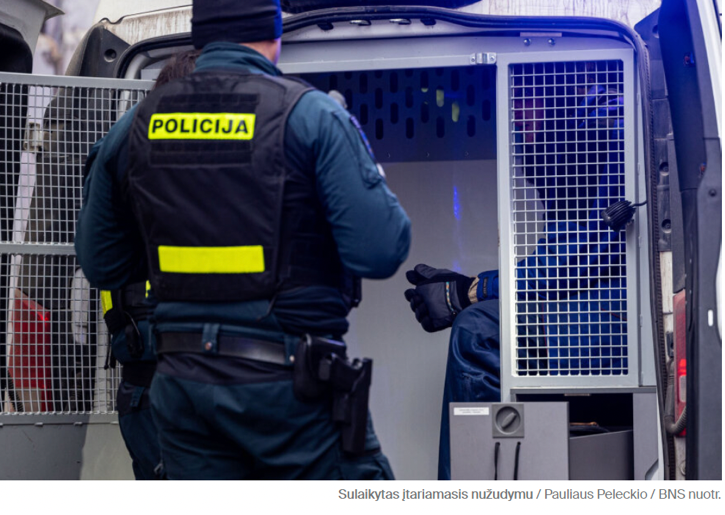 POLICIJA
Sulaikytas įtariamasis nužudymu / Pauliaus Peleckio / BNS nuotr.